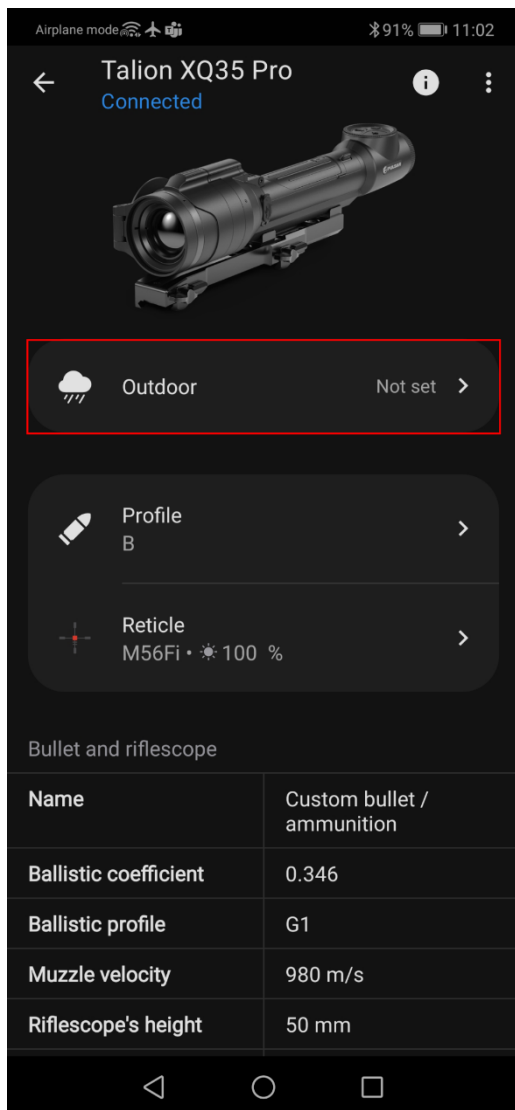 Airplane mode 91% 11:02
Talion XQ35 Pro
Connected
PULSAR
Outdoor Not set
Profile
B
Reticle
M56Fi • 100 %
Bullet and riflescope
Name Custom bullet /
ammunition
Ballistic coefficient 0.346
Ballistic profile G1
Muzzle velocity 980 m/s
Riflescope's height 50 mm